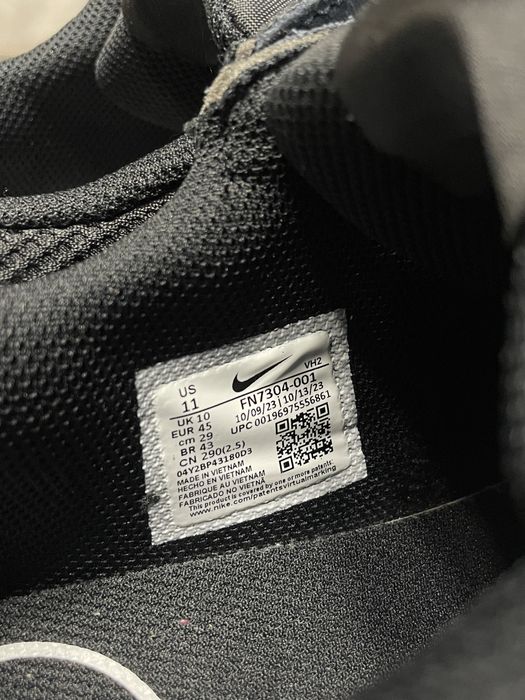 US
11
UK 10
EUR 45
cm 29
BR 43
CN 290(2.5)
04Y2BP43180D3
VH2
FN7304-001
10/09/23 | 10/13/23
UPC 00196975556861
MADE IN VIETNAM
HECHO EN VIETNAM
FABRIQUE AU VIETNAM
FABRICADO NO VIETNÃ
This product is covered by one or more patents.
www.nike.com/patentsvirtualmarking